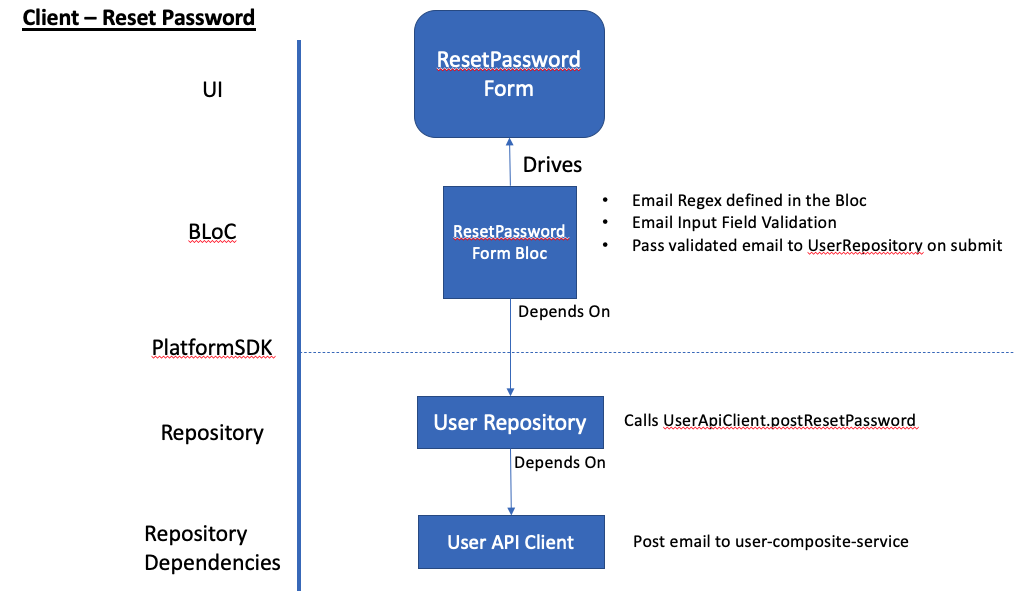 Client – Reset Password
UI
ResetPassword
Form
Drives
BLoC
ResetPassword
Form Bloc
• Email Regex defined in the Bloc
• Email Input Field Validation
• Pass validated email to UserRepository on submit
Depends On
PlatformSDK
Repository
User Repository
Calls UserApiClient.postResetPassword
Depends On
Repository
Dependencies
User API Client
Post email to user-composite-service